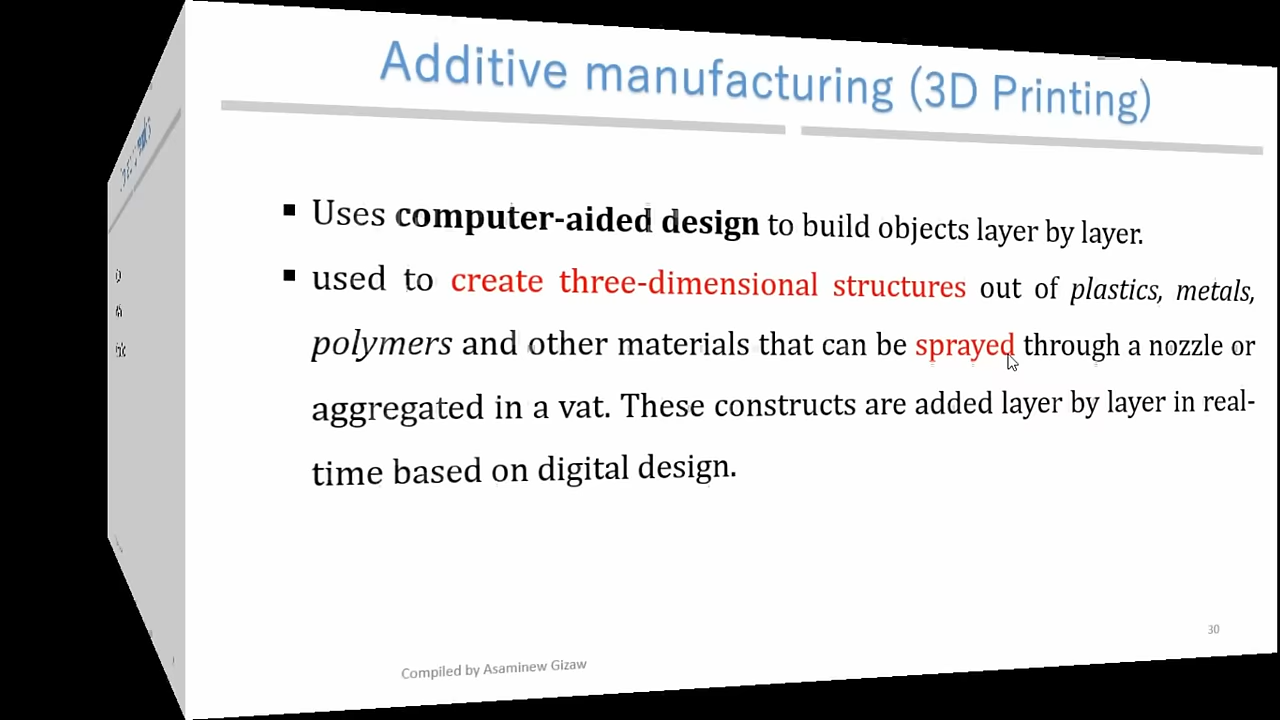 Additive manufacturing (3D Printing)
▪ Uses computer-aided design to build objects layer by layer.
▪ used to create three-dimensional structures out of plastics, metals,
polymers and other materials that can be sprayed through a nozzle or
aggregated in a vat. These constructs are added layer by layer in real-
time based on digital design.
30
Compiled by Asaminew Gizaw